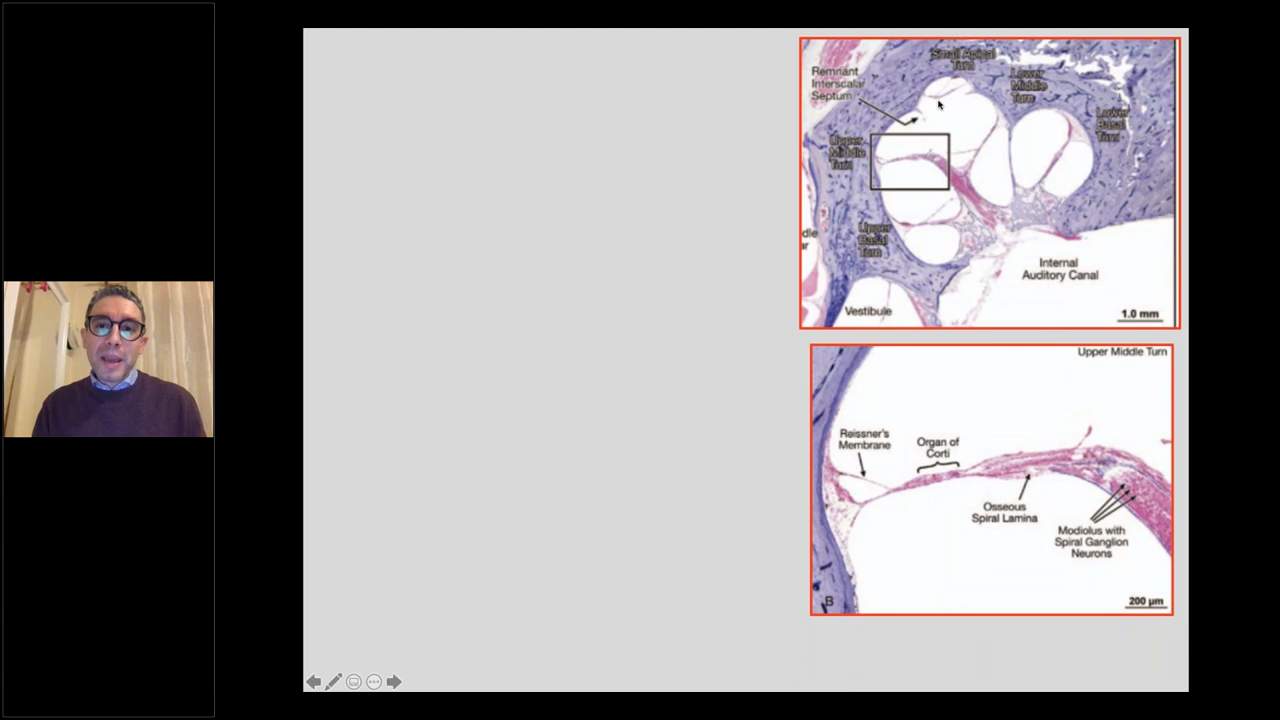 Small Apical
Turn
Remnant
Interscalar
Septum
Lower
Middle
Turn
Lower
Basal
Turn
Upper
Middle
Turn
Upper
Basal
Turn
Internal
Auditory Canal
Vestibule
1.0 mm
Upper Middle Turn
Reissner's
Membrane
Organ of
Corti
Osseous
Spiral Lamina
Modiolus with
Spiral Ganglion
Neurons
B
200 µm